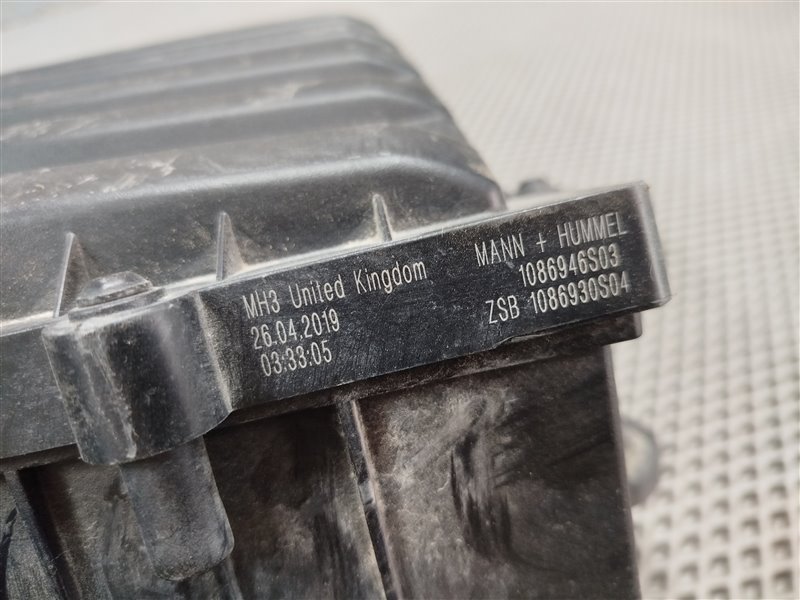 MH3 United Kingdom
26.04.2019
03:33:05
MANN + HUMMEL
1086946S03
ZSB 1086930S04